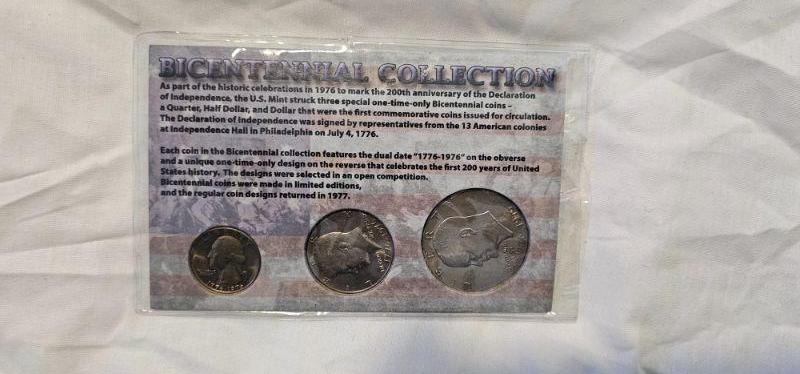 BICENTENNIAL COLLECTION
As part of the historic celebrations in 1976 to mark the 200th anniversary of the Declaration
of Independence, the U.S. Mint struck three special one-time-only Bicentennial coins –
a Quarter, Half Dollar, and Dollar that were the first commemorative coins issued for circulation.
The Declaration of Independence was signed by representatives from the 13 American colonies
at Independence Hall in Philadelphia on July 4, 1776.
Each coin in the Bicentennial collection features the dual date "1776-1976" on the obverse
and a unique one-time-only design on the reverse that celebrates the first 200 years of United
States history. The designs were selected in an open competition.
Bicentennial coins were made in limited editions,
and the regular coin designs returned in 1977.